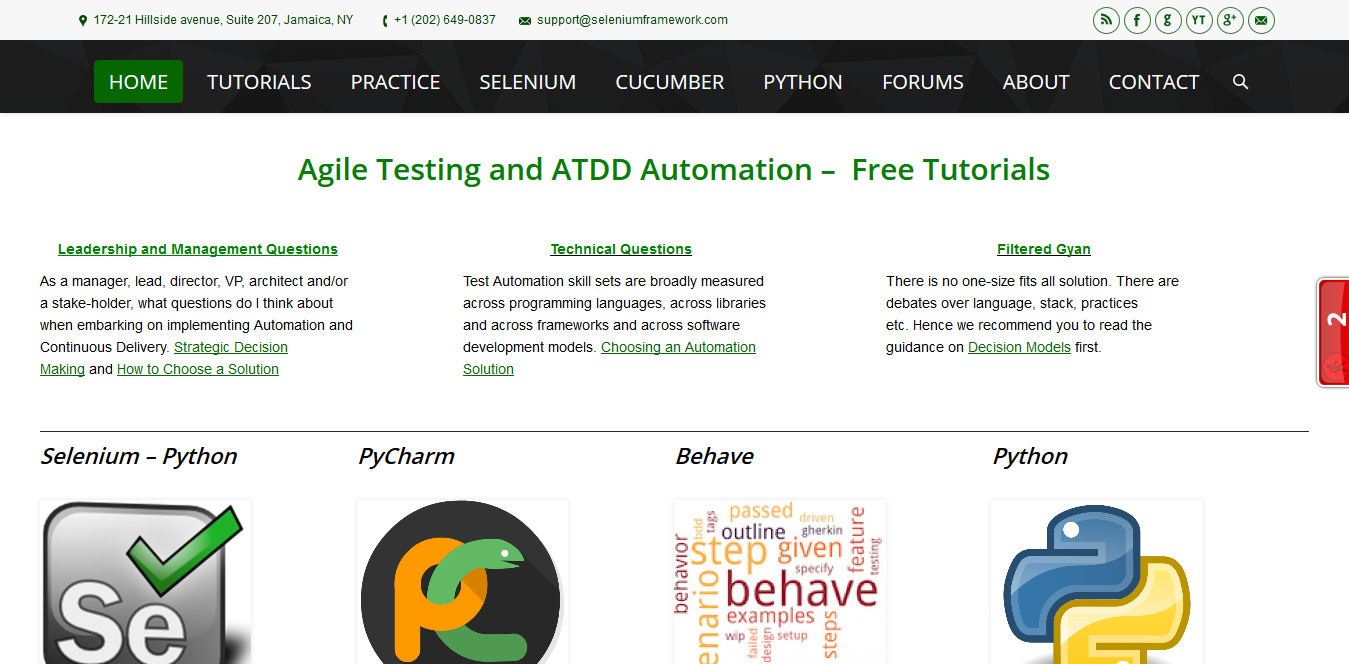 172-21 Hillside avenue, Suite 207, Jamaica, NY +1 (202) 649-0837 support@seleniumframework.com f g YT g+
HOME TUTORIALS PRACTICE SELENIUM CUCUMBER PYTHON FORUMS ABOUT CONTACT
Agile Testing and ATDD Automation – Free Tutorials
Leadership and Management Questions
As a manager, lead, director, VP, architect and/or
a stake-holder, what questions do I think about
when embarking on implementing Automation and
Continuous Delivery. Strategic Decision
Making and How to Choose a Solution
Technical Questions
Test Automation skill sets are broadly measured
across programming languages, across libraries
and across frameworks and across software
development models. Choosing an Automation
Solution
Filtered Gyan
There is no one-size fits all solution. There are
debates over language, stack, practices
etc. Hence we recommend you to read the
guidance on Decision Models first.
2
Selenium – Python PyCharm Behave Python
Se
PC
passed
driven
tags
bdd
outline
gherkin
feature
behavior
step
given
testing
specify
behave
examples
wip
failed
design
setup
steps